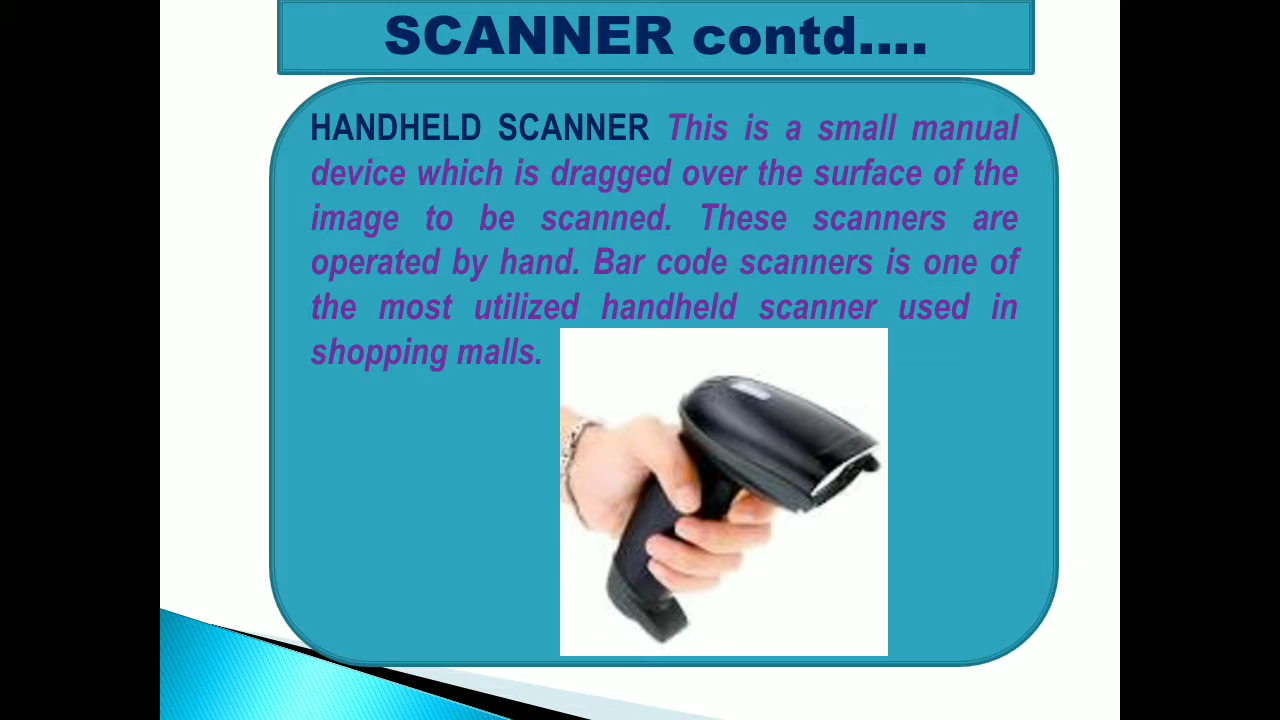 SCANNER contd....
HANDHELD SCANNER This is a small manual
device which is dragged over the surface of the
image to be scanned. These scanners are
operated by hand. Bar code scanners is one of
the most utilized handheld scanner used in
shopping malls.